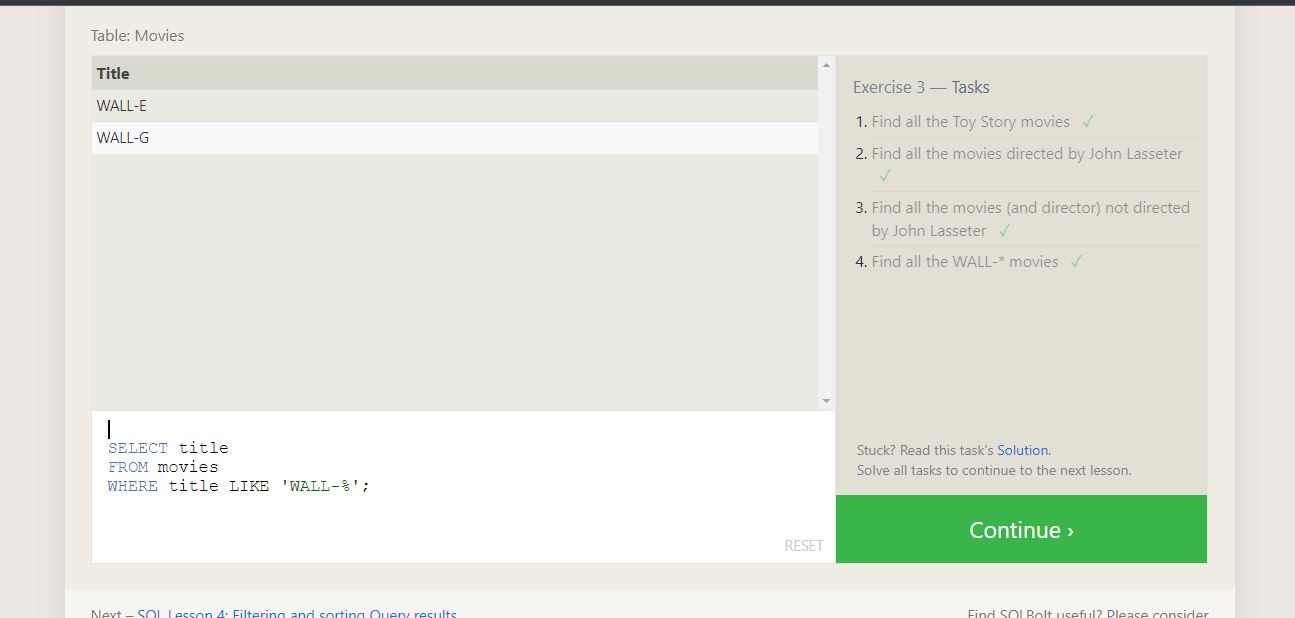 Table: Movies
Title
WALL-E
WALL-G
SELECT title
FROM movies
WHERE title LIKE 'WALL-%';
RESET
Exercise 3 — Tasks
1. Find all the Toy Story movies ✓
2. Find all the movies directed by John Lasseter
✓
3. Find all the movies (and director) not directed
by John Lasseter ✓
4. Find all the WALL-* movies ✓
Stuck? Read this task's Solution.
Solve all tasks to continue to the next lesson.
Continue ›
Next – SQL Lesson 4: Filtering and sorting Query results
Find SQLBolt useful? Please consider